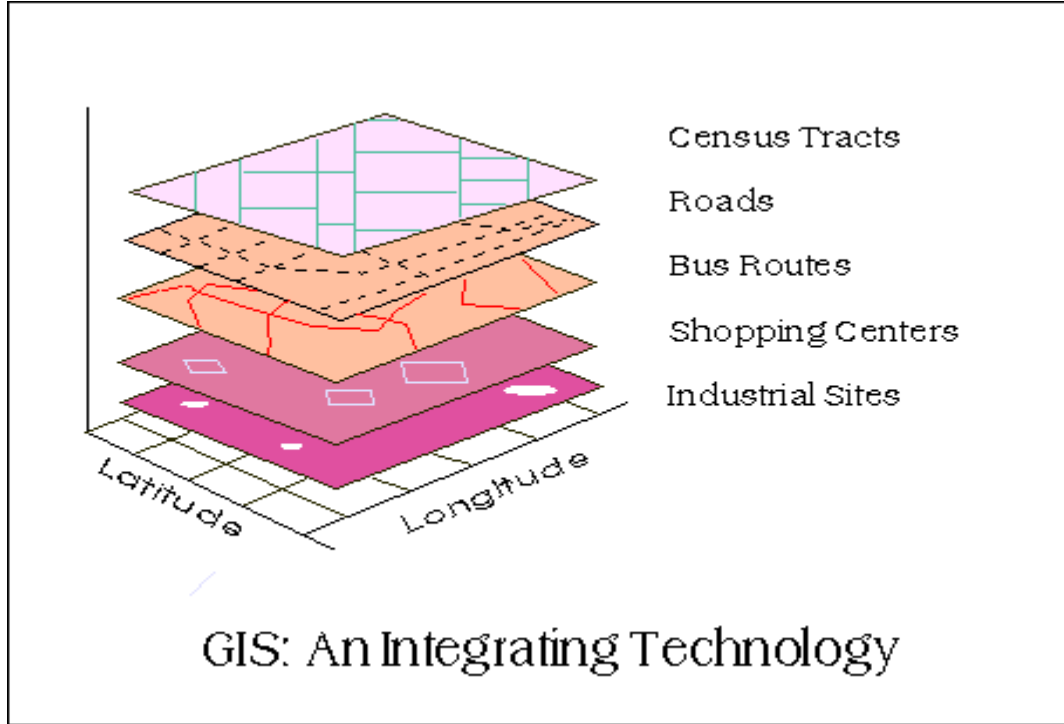 Census Tracts
Roads
Bus Routes
Shopping Centers
Industrial Sites
Latitude
Longitude
GIS: An Integrating Technology